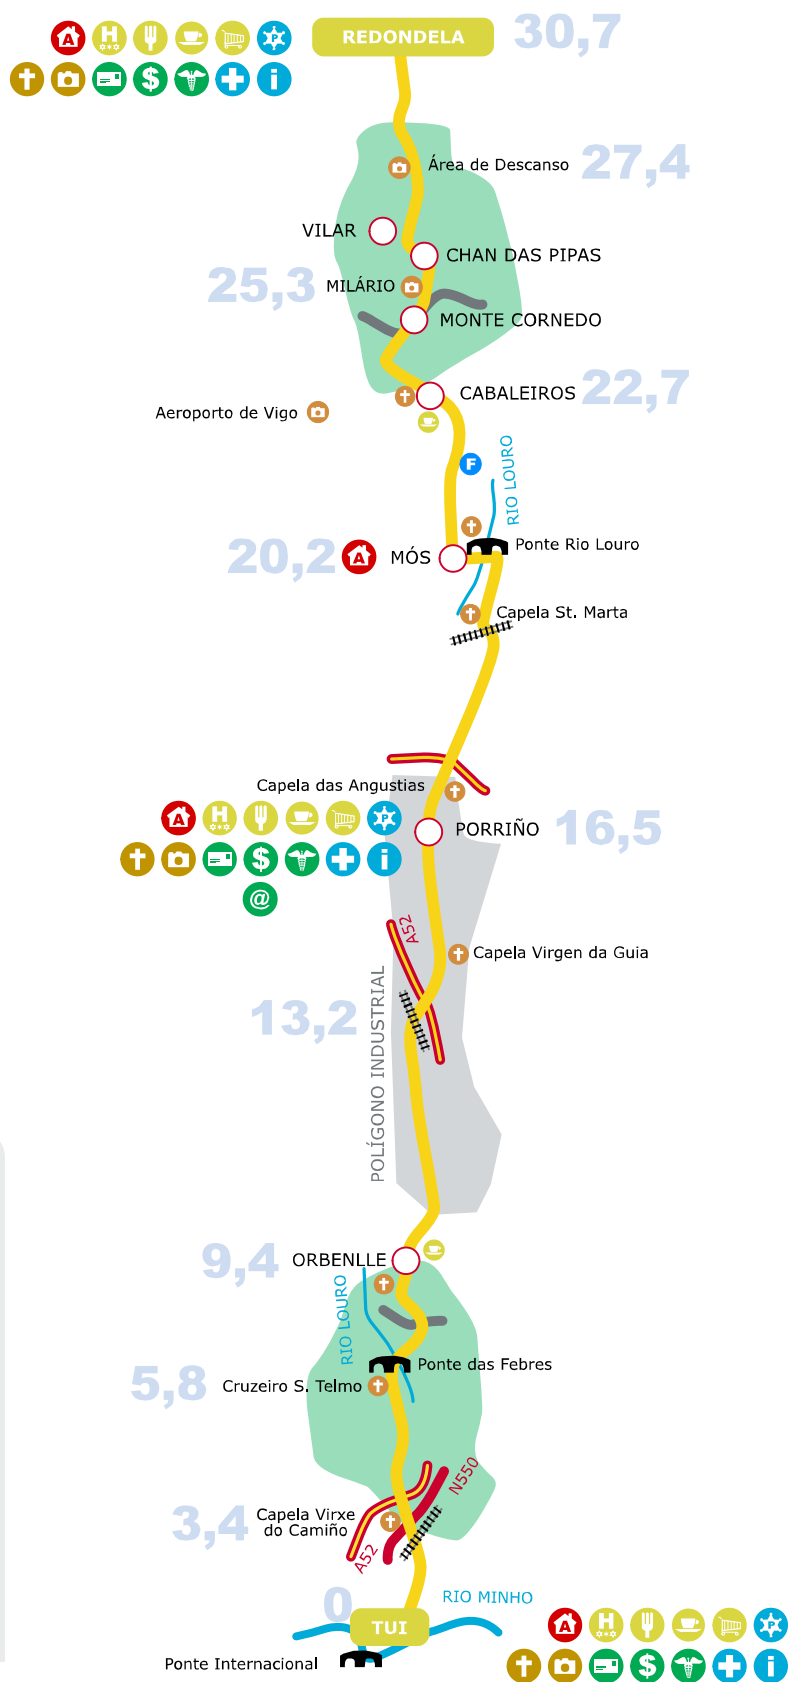 REDONDELA
30,7
Área de Descanso
27,4
VILAR
CHAN DAS PIPAS
25,3
MILÁRIO
MONTE CORNEDO
CABALEIROS
22,7
Aeroporto de Vigo
F
RIO LOURO
20,2
A
MÓS
Ponte Rio Louro
Capela St. Marta
Capela das Angustias
A
H
P
$
i
@
PORRIÑO
16,5
A52
Capela Virgen da Guia
13,2
POLÍGONO INDUSTRIAL
9,4
ORBENLLE
RIO LOURO
Ponte das Febres
5,8
Cruzeiro S. Telmo
N550
3,4
Capela Virxe
do Camiño
A52
0
RIO MINHO
TUI
Ponte Internacional
A
H
P
$
i
A
H
P
$
i